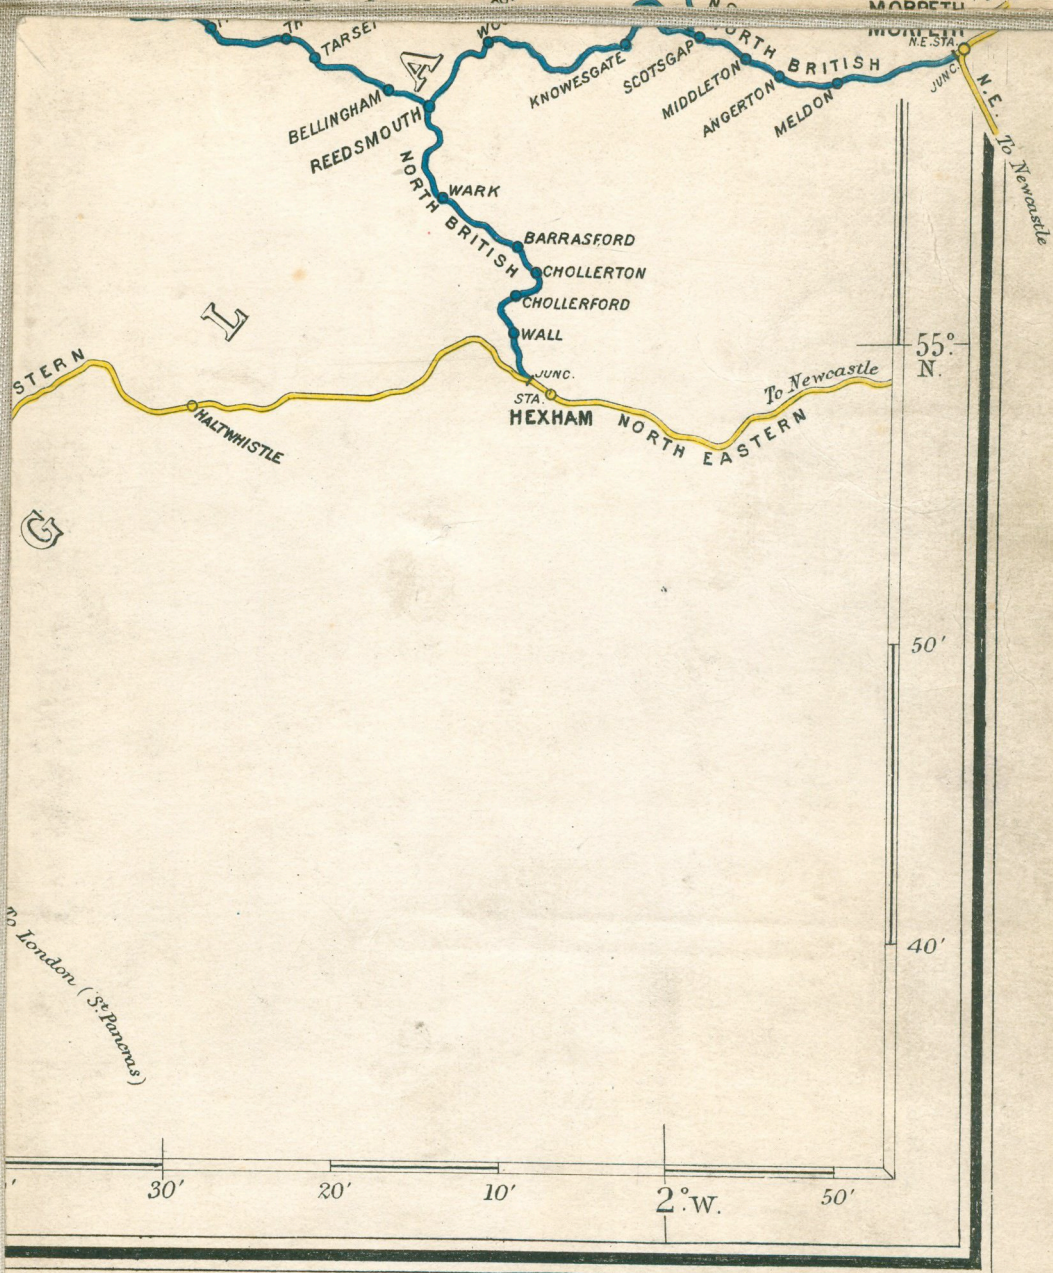 MORPETH
MORPETH
N.E.STA.
JUNC.
N.E.
To Newcastle
TARSET
A
KNOWESGATE
SCOTSGAP
NORTH BRITISH
MIDDLETON
ANGERTON
MELDON
BELLINGHAM
REEDSMOUTH
NORTH BRITISH
WARK
BARRASFORD
CHOLLERTON
CHOLLERFORD
WALL
L
55°
N.
STERN
JUNC.
STA.
HEXHAM
To Newcastle
NORTH EASTERN
HALTWHISTLE
G
50'
40'
To London (St. Pancras)
30'
20'
10'
2° W.
50'